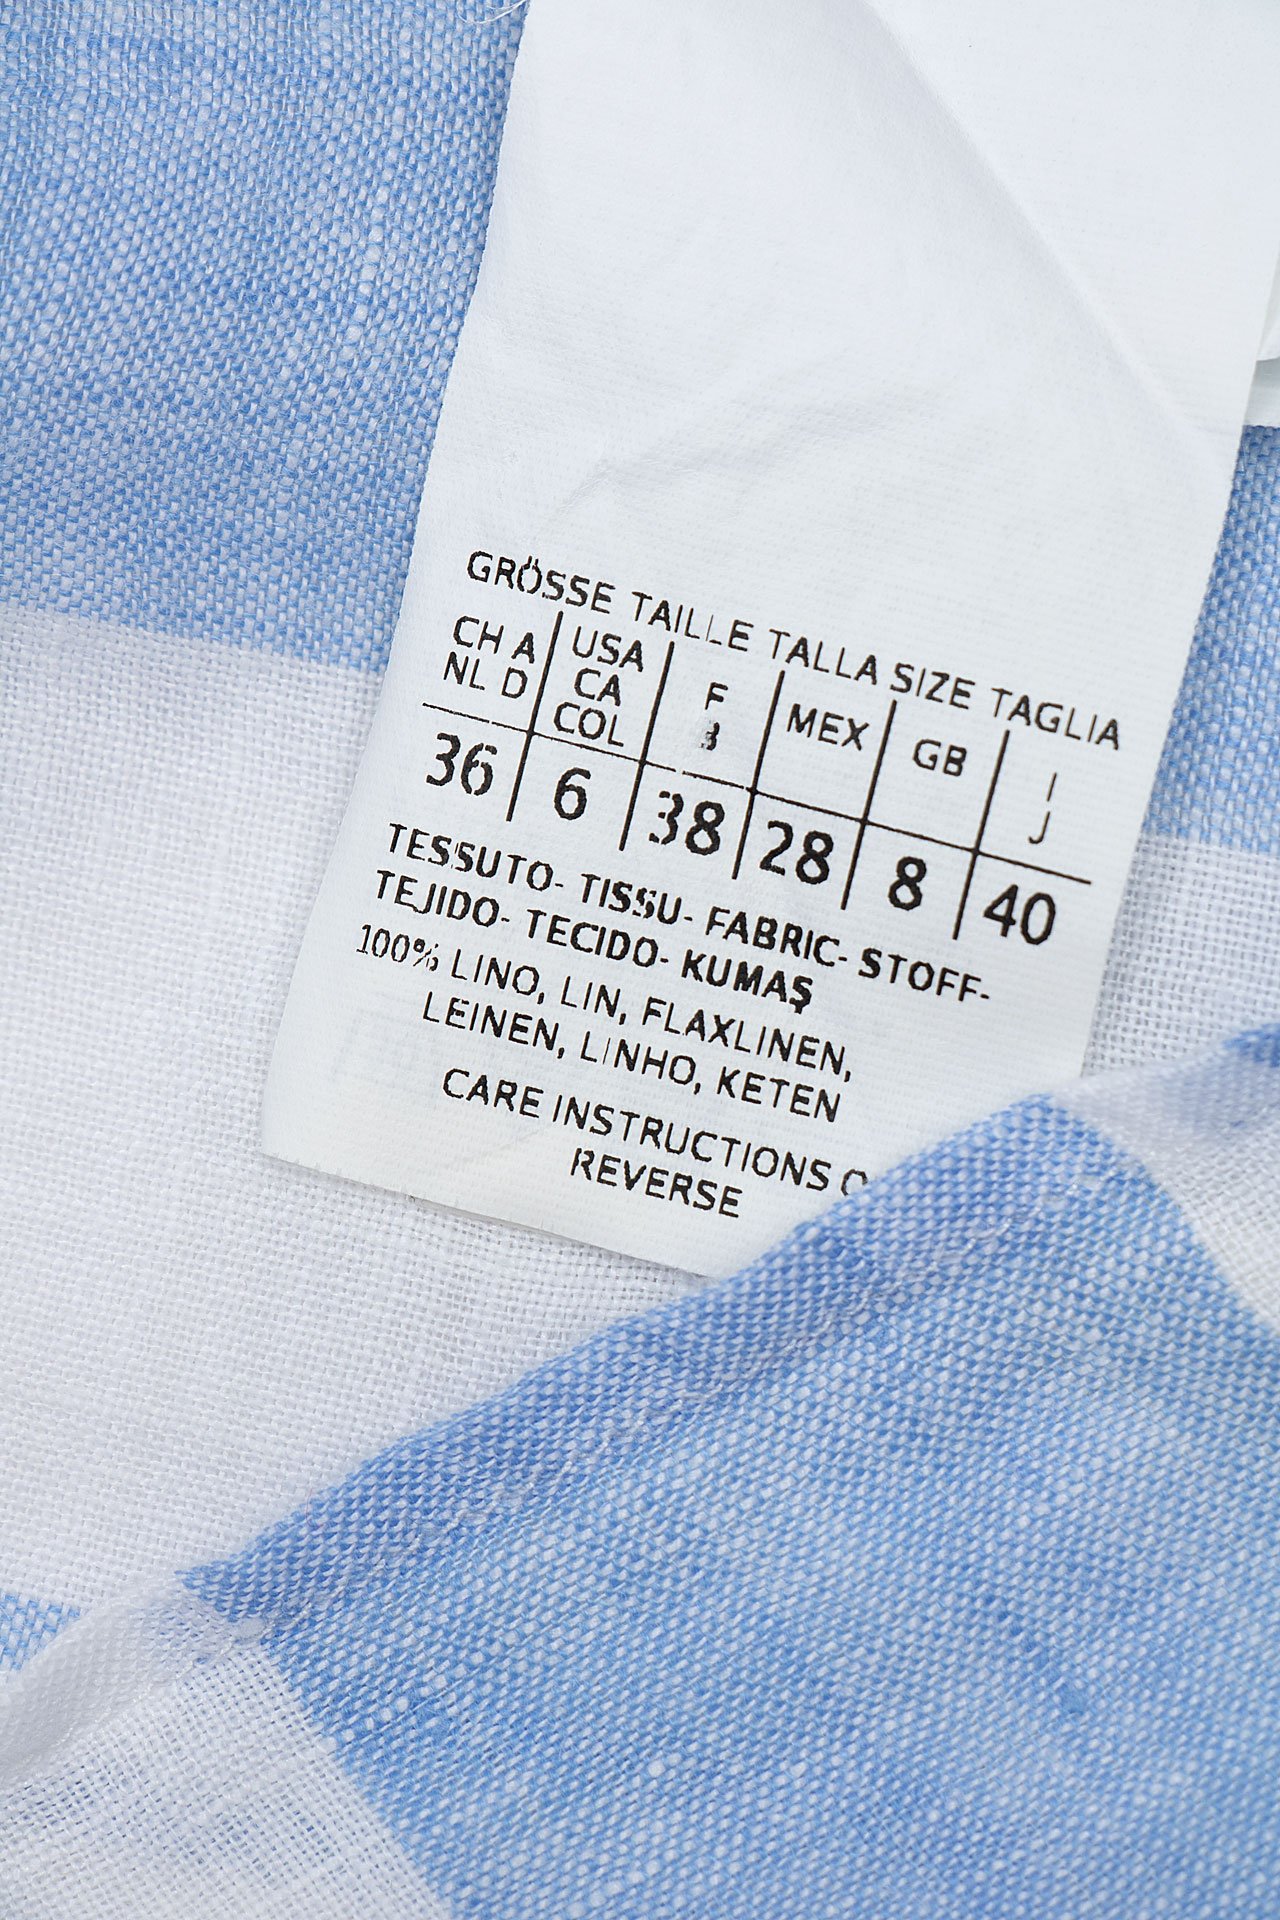 GRÖSSE TAILLE TALLA SIZE TAGLIA
CH A USA F MEX GB I
NL D CA B J
COL
36 6 38 28 8 40
TESSUTO- TISSU- FABRIC- STOFF-
TEJIDO- TECIDO- KUMAŞ
100% LINO, LIN, FLAXLINEN,
LEINEN, LINHO, KETEN
CARE INSTRUCTIONS
REVERSE